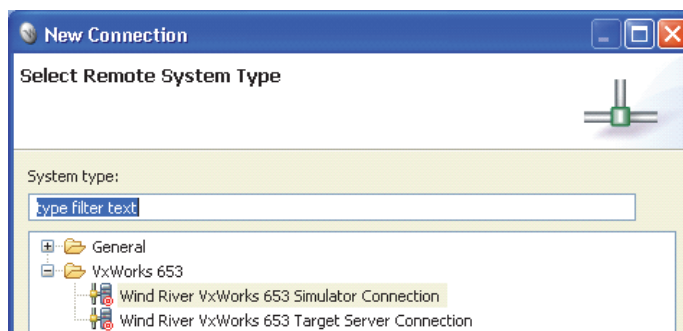 New Connection
Select Remote System Type
System type:
type filter text
General
VxWorks 653
Wind River VxWorks 653 Simulator Connection
Wind River VxWorks 653 Target Server Connection